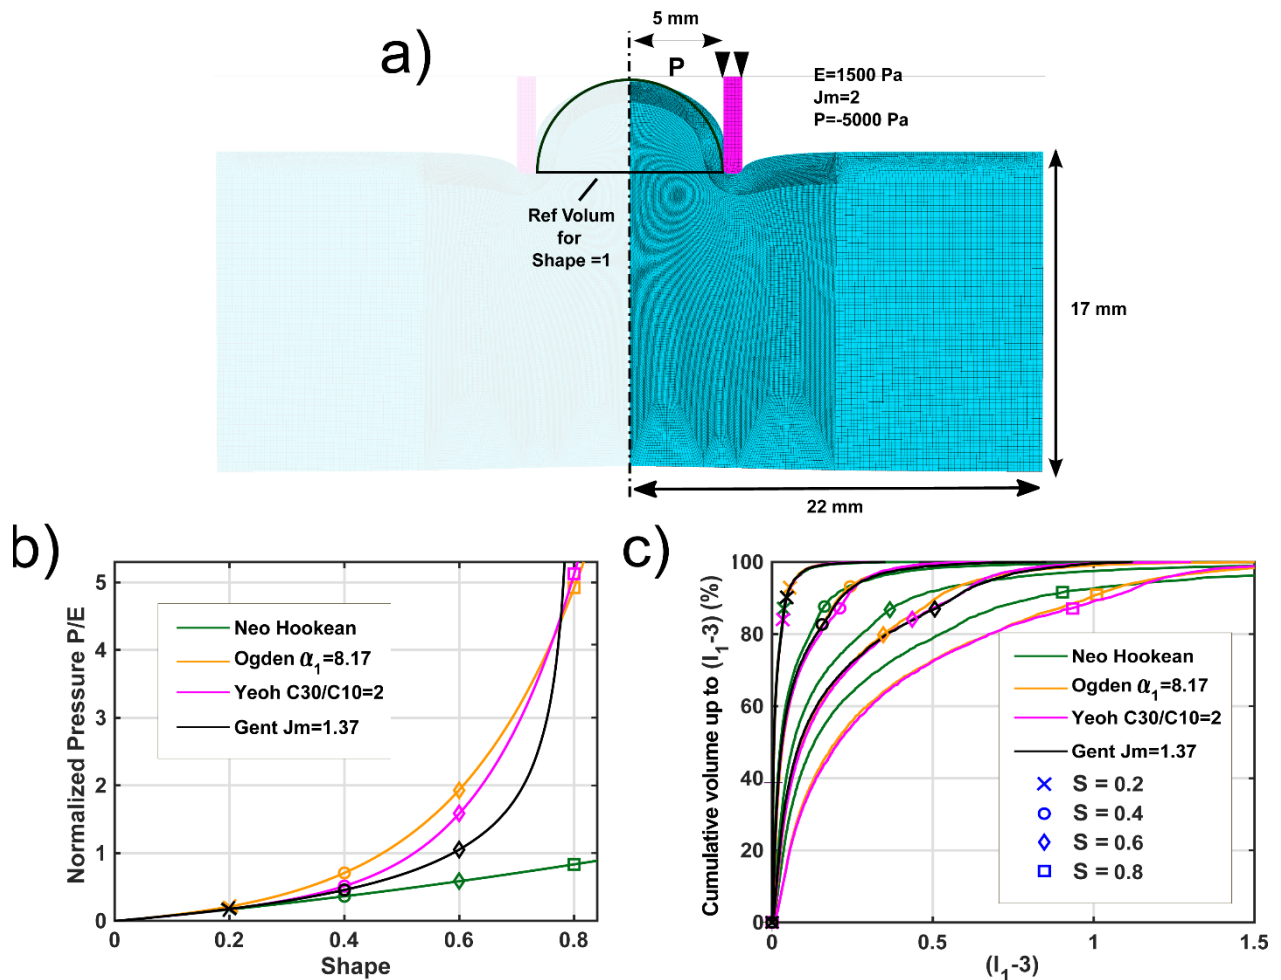 a)
5 mm
P
E=1500 Pa
Jm=2
P=-5000 Pa
Ref Volum
for
Shape =1
17 mm
22 mm
b)
Normalized Pressure P/E
5
4
3
2
1
0
0
0.2
0.4
0.6
0.8
Shape
Neo Hookean
Ogden α1=8.17
Yeoh C30/C10=2
Gent Jm=1.37
c)
Cumulative volume up to (I1-3) (%)
100
80
60
40
20
0
0
0.5
1
1.5
(I1-3)
Neo Hookean
Ogden α1=8.17
Yeoh C30/C10=2
Gent Jm=1.37
S = 0.2
S = 0.4
S = 0.6
S = 0.8